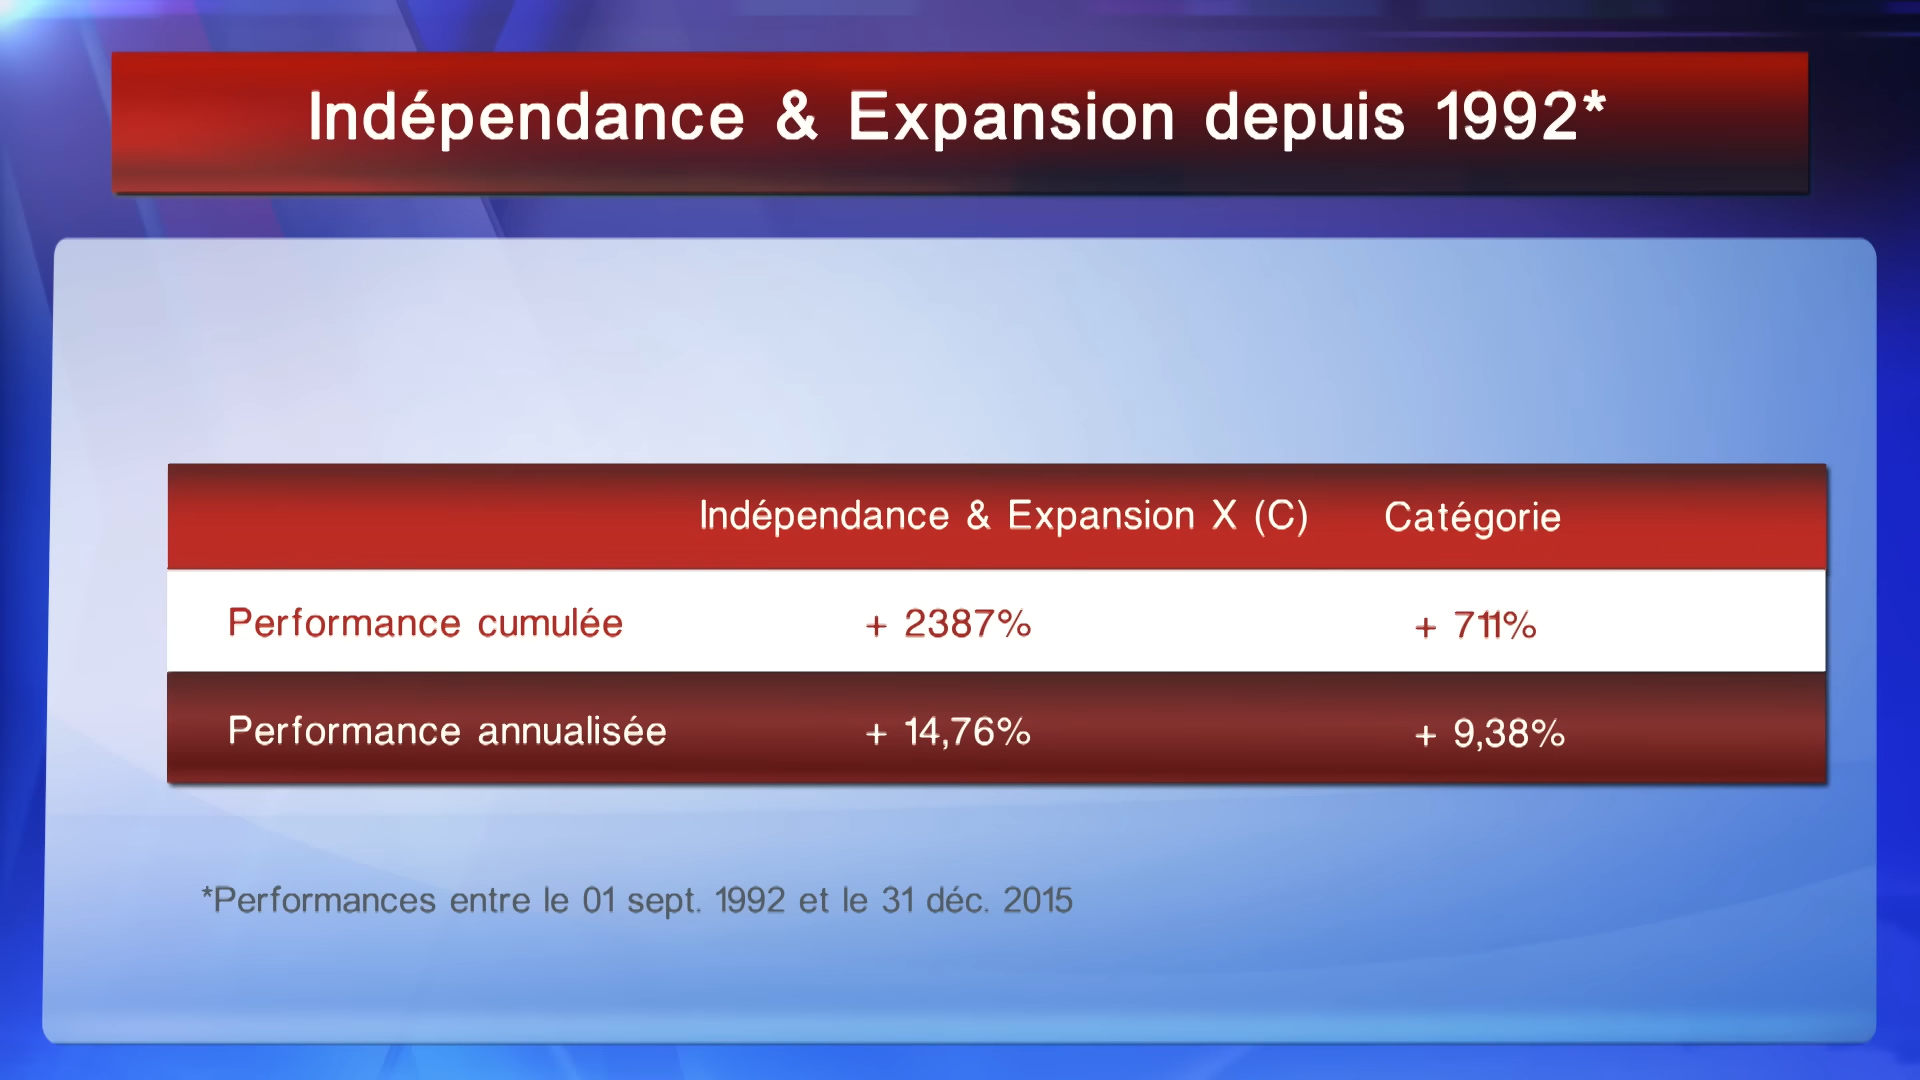 Indépendance & Expansion depuis 1992*
Indépendance & Expansion X (C) Catégorie
Performance cumulée + 2387% + 711%
Performance annualisée + 14,76% + 9,38%
*Performances entre le 01 sept. 1992 et le 31 déc. 2015